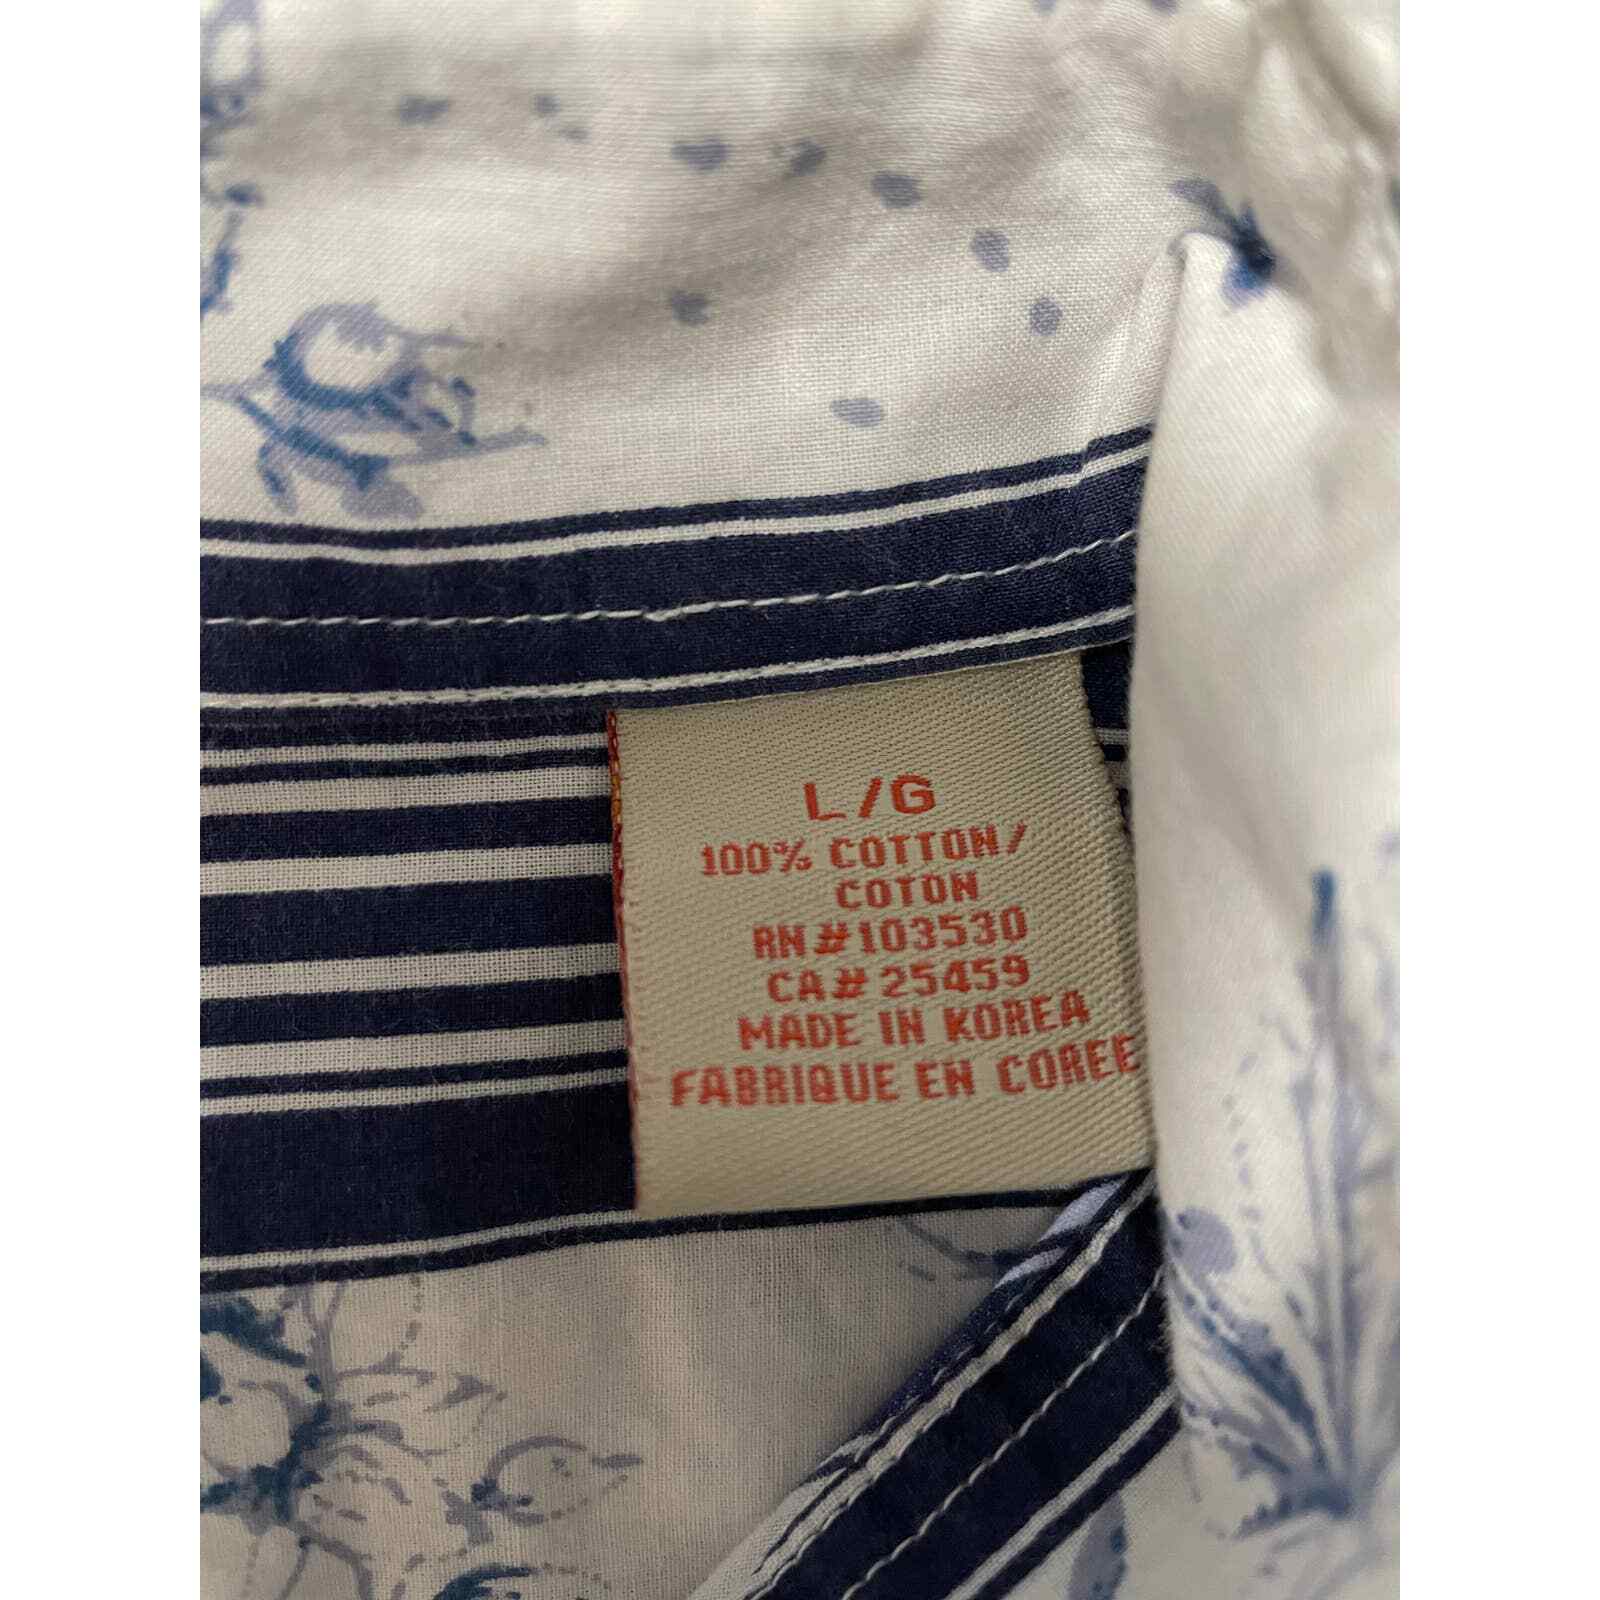 L/G
100% COTTON/
COTON
RN#103530
CA#25459
MADE IN KOREA
FABRIQUE EN COREE